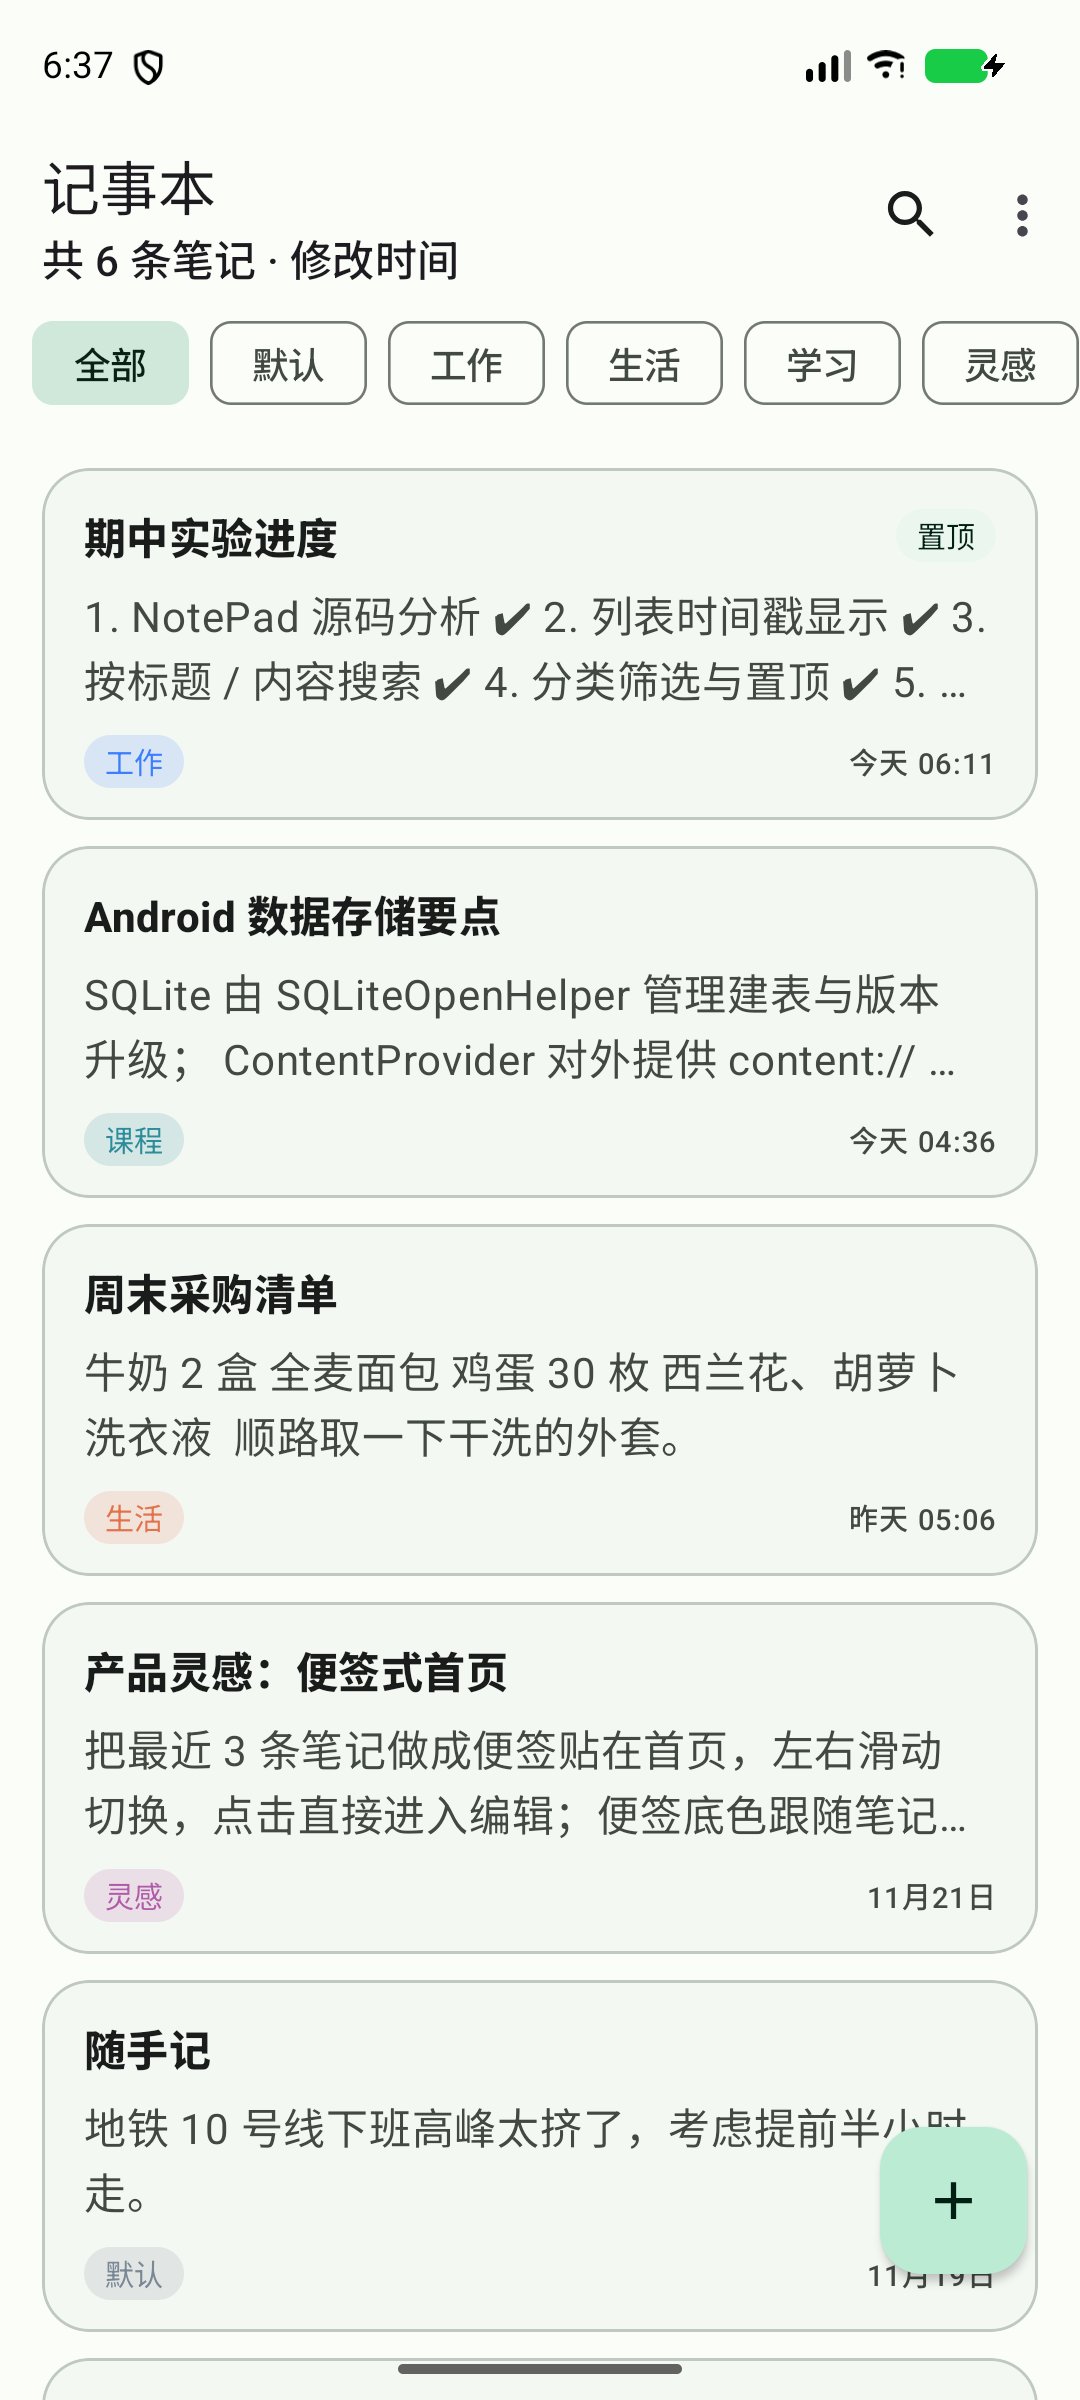 6:37
记事本
共 6 条笔记 · 修改时间
全部 默认 工作 生活 学习 灵感
期中实验进度 置顶
1. NotePad 源码分析 ✔ 2. 列表时间戳显示 ✔ 3.
按标题 / 内容搜索 ✔ 4. 分类筛选与置顶 ✔ 5. …
工作 今天 06:11
Android 数据存储要点
SQLite 由 SQLiteOpenHelper 管理建表与版本
升级； ContentProvider 对外提供 content:// …
课程 今天 04:36
周末采购清单
牛奶 2 盒 全麦面包 鸡蛋 30 枚 西兰花、胡萝卜
洗衣液 顺路取一下干洗的外套。
生活 昨天 05:06
产品灵感：便签式首页
把最近 3 条笔记做成便签贴在首页，左右滑动
切换，点击直接进入编辑；便签底色跟随笔记…
灵感 11月21日
随手记
地铁 10 号线下班高峰太挤了，考虑提前半小时
走。
默认 11月19日